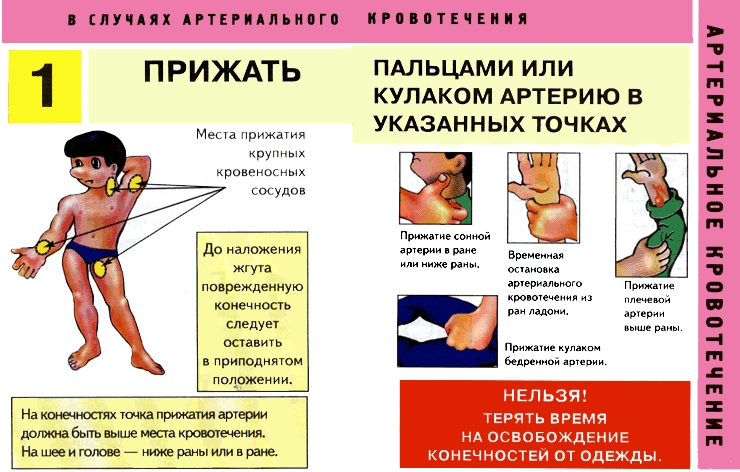 В СЛУЧАЯХ АРТЕРИАЛЬНОГО КРОВОТЕЧЕНИЯ
1
ПРИЖАТЬ
ПАЛЬЦАМИ ИЛИ
КУЛАКОМ АРТЕРИЮ В
УКАЗАННЫХ ТОЧКАХ
Места прижатия
крупных
кровеносных
сосудов
До наложения
жгута
поврежденную
конечность
следует
оставить
в приподнятом
положении.
На конечностях точка прижатия артерии
должна быть выше места кровотечения.
На шее и голове — ниже раны или в ране.
Прижатие сонной
артерии в ране
или ниже раны.
Временная
остановка
артериального
кровотечения из
ран ладони.
Прижатие
плечевой
артерии
выше раны.
Прижатие кулаком
бедренной артерии.
НЕЛЬЗЯ!
ТЕРЯТЬ ВРЕМЯ
НА ОСВОБОЖДЕНИЕ
КОНЕЧНОСТЕЙ ОТ ОДЕЖДЫ.
АРТЕРИАЛЬНОЕ КРОВОТЕЧЕНИЕ